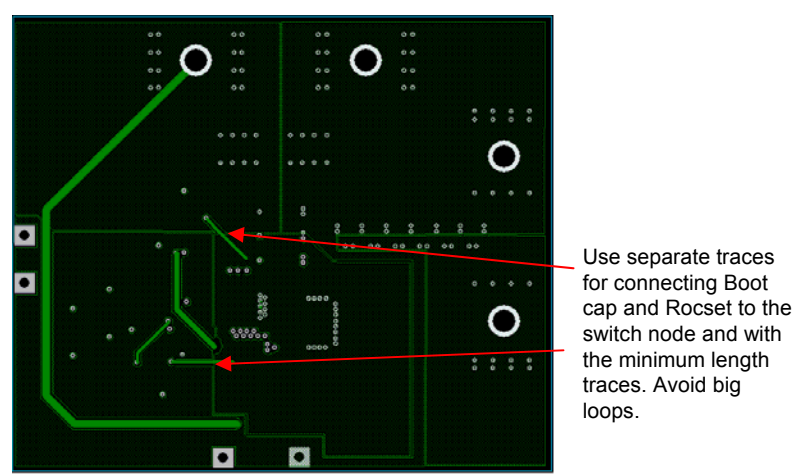 Use separate traces
for connecting Boot
cap and Rocset to the
switch node and with
the minimum length
traces. Avoid big
loops.